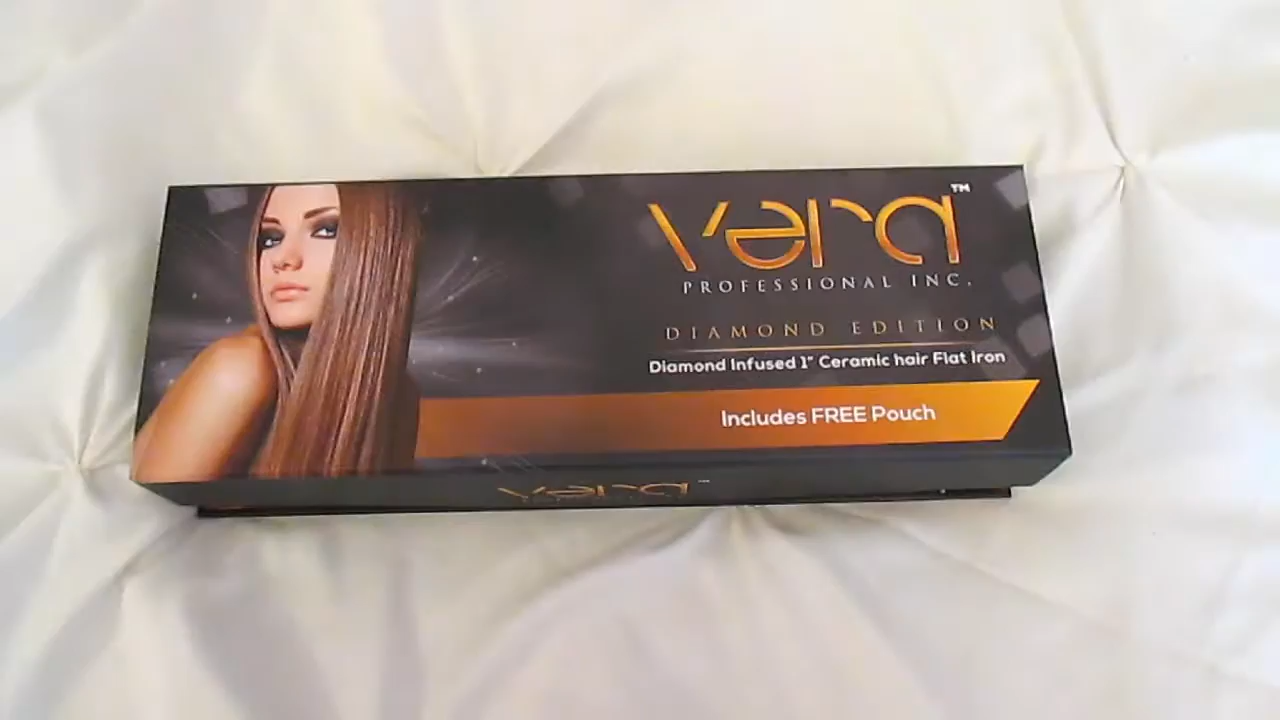 vera™
PROFESSIONAL INC.
DIAMOND EDITION
Diamond Infused 1" Ceramic hair Flat Iron
Includes FREE Pouch
vera